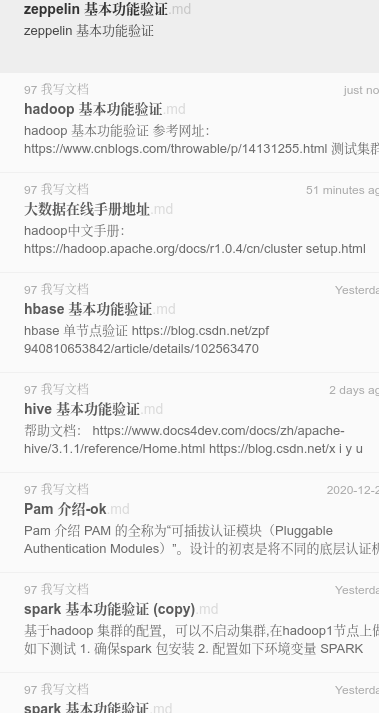 zeppelin 基本功能验证.md
zeppelin 基本功能验证
97 我写文档 just no
hadoop 基本功能验证.md
hadoop 基本功能验证 参考网址：
https://www.cnblogs.com/throwable/p/14131255.html 测试集群
97 我写文档 51 minutes ag
大数据在线手册地址.md
hadoop中文手册：
https://hadoop.apache.org/docs/r1.0.4/cn/cluster setup.html
97 我写文档 Yesterda
hbase 基本功能验证.md
hbase 单节点验证 https://blog.csdn.net/zpf
940810653842/article/details/102563470
97 我写文档 2 days ag
hive 基本功能验证.md
帮助文档： https://www.docs4dev.com/docs/zh/apache-
hive/3.1.1/reference/Home.html https://blog.csdn.net/x i y u
97 我写文档 2020-12-2
Pam 介绍-ok.md
Pam 介绍 PAM 的全称为“可插拔认证模块（Pluggable
Authentication Modules）”。设计的初衷是将不同的底层认证机
97 我写文档 Yesterda
spark 基本功能验证 (copy).md
基于hadoop 集群的配置，可以不启动集群,在hadoop1节点上做
如下测试 1. 确保spark 包安装 2. 配置如下环境变量 SPARK
97 我写文档 Yesterda
spark 基本功能验证.md